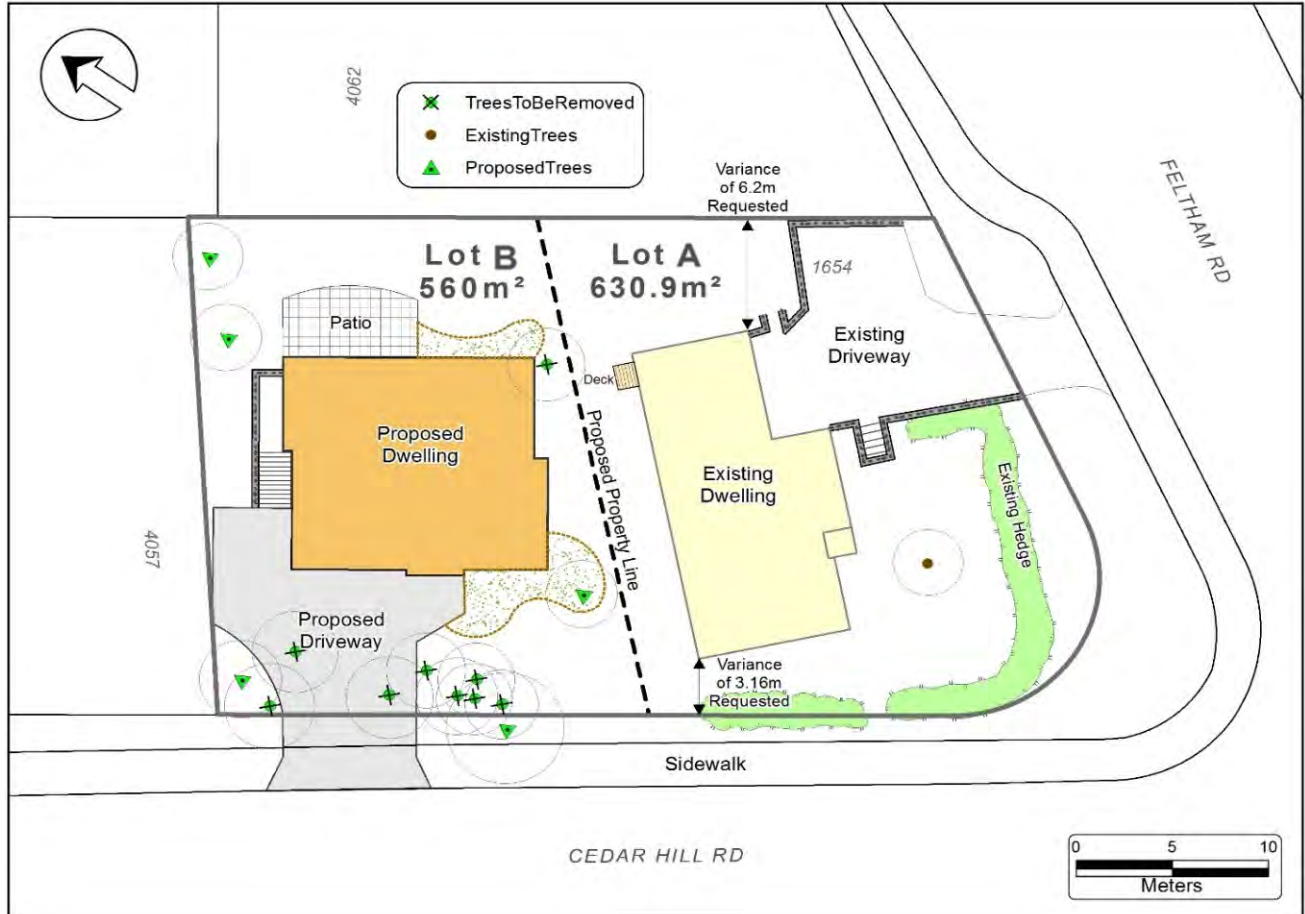 4062
TreesToBeRemoved
ExistingTrees
ProposedTrees
FELTHAM RD
Variance
of 6.2m
Requested
Lot B
560m²
Lot A
630.9m²
1654
Patio
Existing
Driveway
Deck
Proposed
Dwelling
Proposed Property Line
Existing
Dwelling
Existing Hedge
4057
Proposed
Driveway
Variance
of 3.16m
Requested
Sidewalk
CEDAR HILL RD
0 5 10
Meters